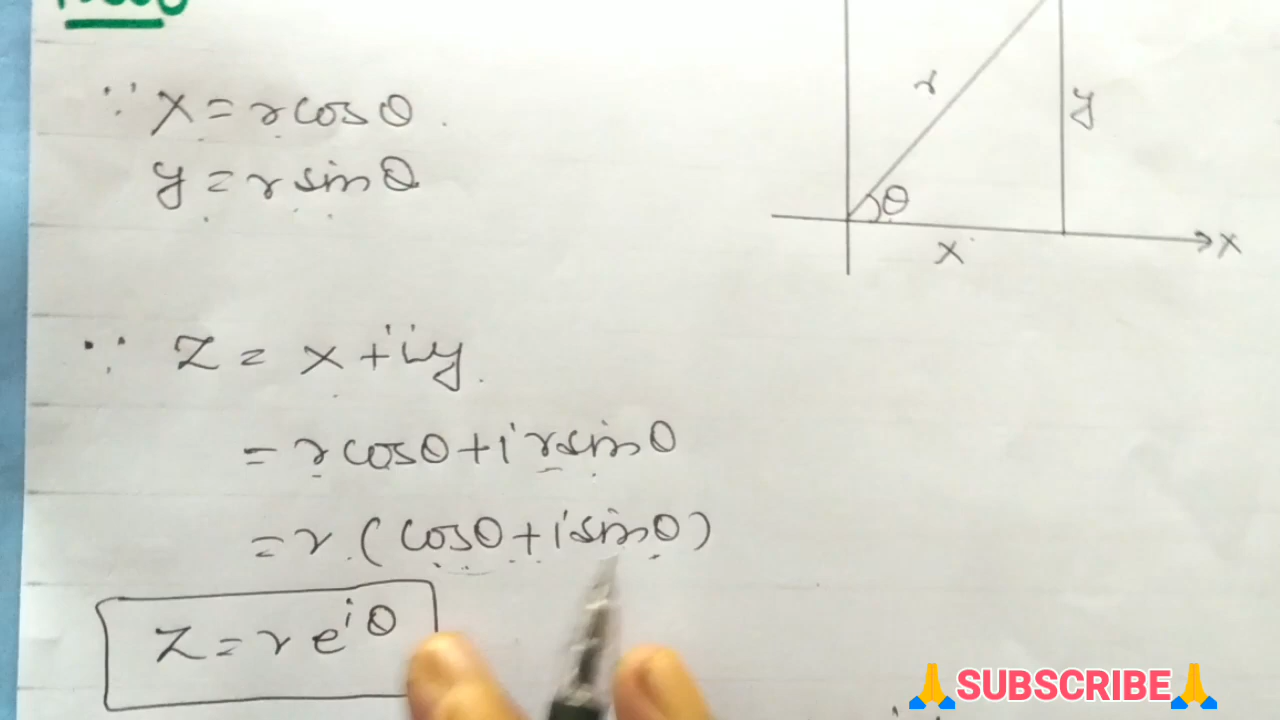 ∵ x = r cos θ
y = r sin θ
r
y
θ
x
x
∵ z = x + iy
= r cos θ + i r sin θ
= r (cos θ + i sin θ)
z = r e^{iθ}
🙏SUBSCRIBE🙏